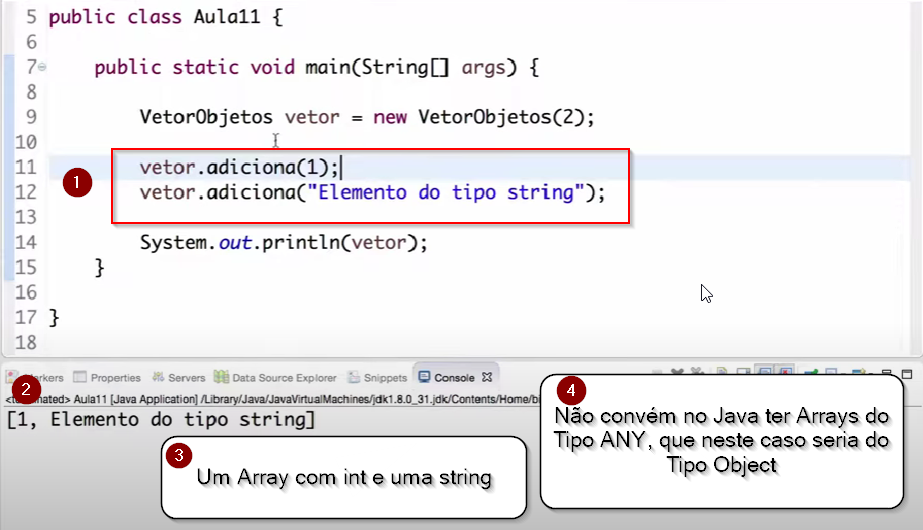 5 public class Aula11 {
6
7 public static void main(String[] args) {
8
9 VetorObjetos vetor = new VetorObjetos(2);
10
11 vetor.adiciona(1);
1
12 vetor.adiciona("Elemento do tipo string");
13
14 System.out.println(vetor);
15 }
16
17 }
18
2
Properties Servers Data Source Explorer Snippets Console
Aula11 [Java Application] /Library/Java/JavaVirtualMachines/jdk1.8.0_31.jdk/Contents/Home/bi
[1, Elemento do tipo string]
3
Um Array com int e uma string
4
Não convém no Java ter Arrays do
Tipo ANY, que neste caso seria do
Tipo Object